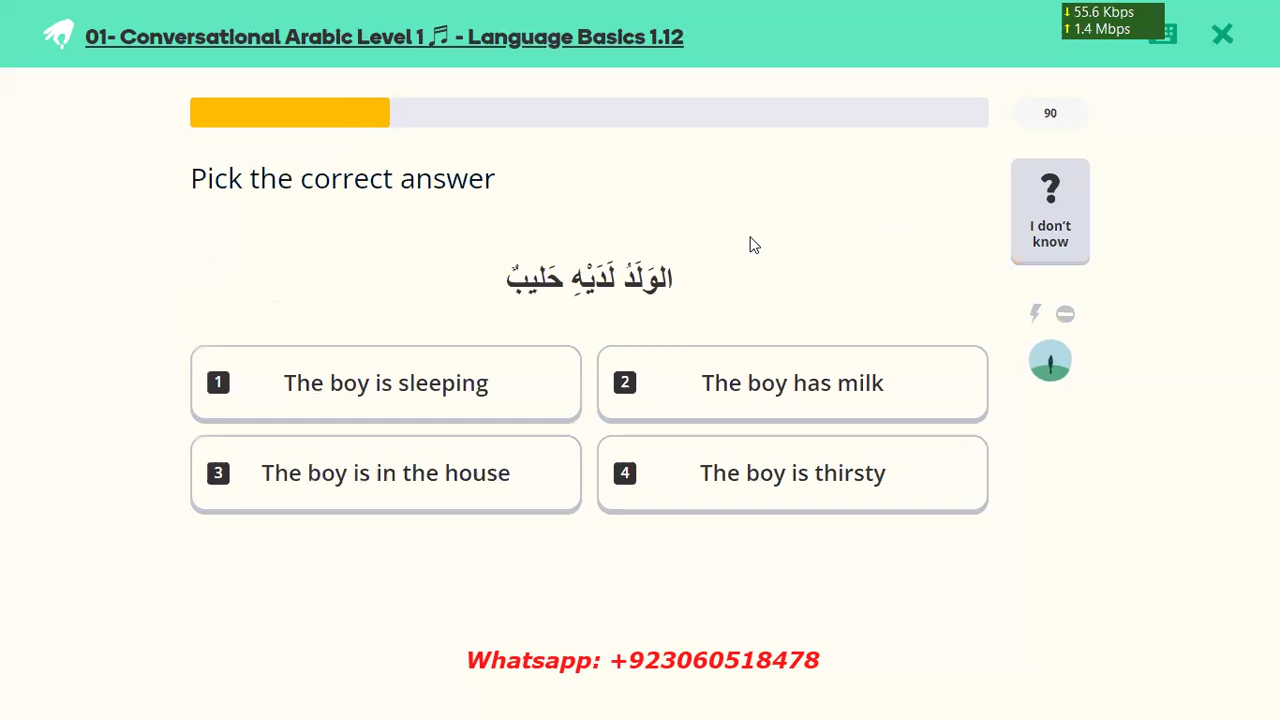 01- Conversational Arabic Level 1 🎵 - Language Basics 1.12
↓ 55.6 Kbps
↑ 1.4 Mbps
90
Pick the correct answer
?
I don't
know
الوَلَدُ لَدَيْهِ حَليبٌ
1 The boy is sleeping
2 The boy has milk
3 The boy is in the house
4 The boy is thirsty
Whatsapp: +923060518478